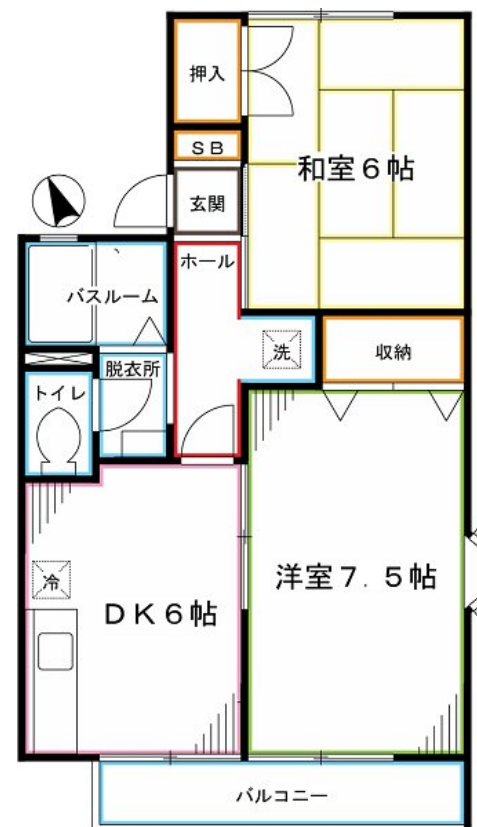 押入
SB
和室6帖
玄関
ホール
バスルーム
洗
収納
脱衣所
トイレ
冷
DK6帖
洋室7.5帖
バルコニー